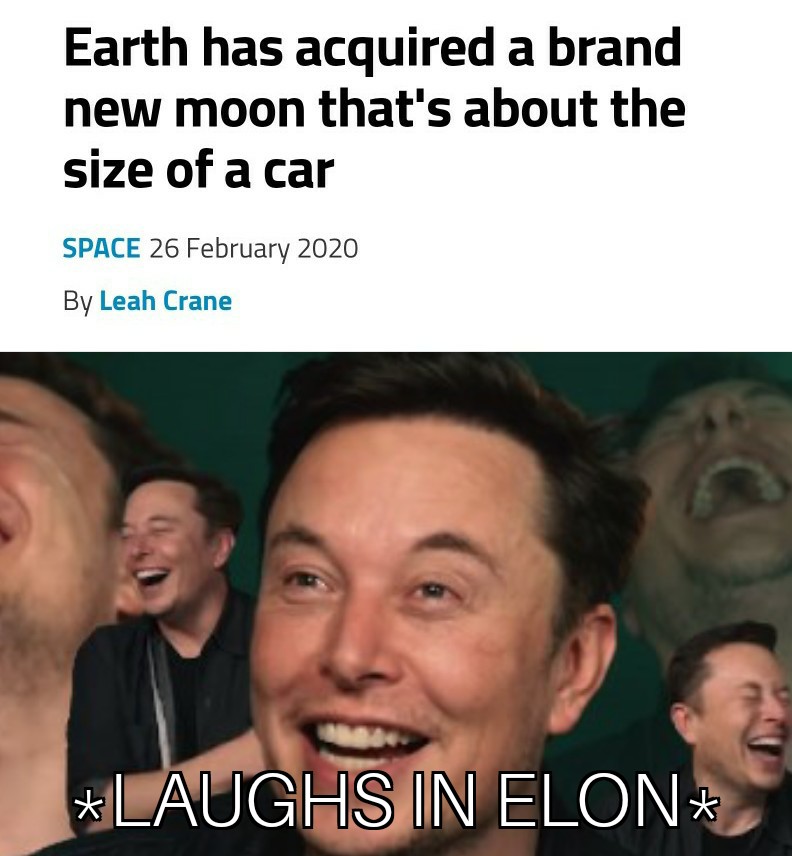 Earth has acquired a brand
new moon that's about the
size of a car
SPACE 26 February 2020
By Leah Crane
*LAUGHS IN ELON*